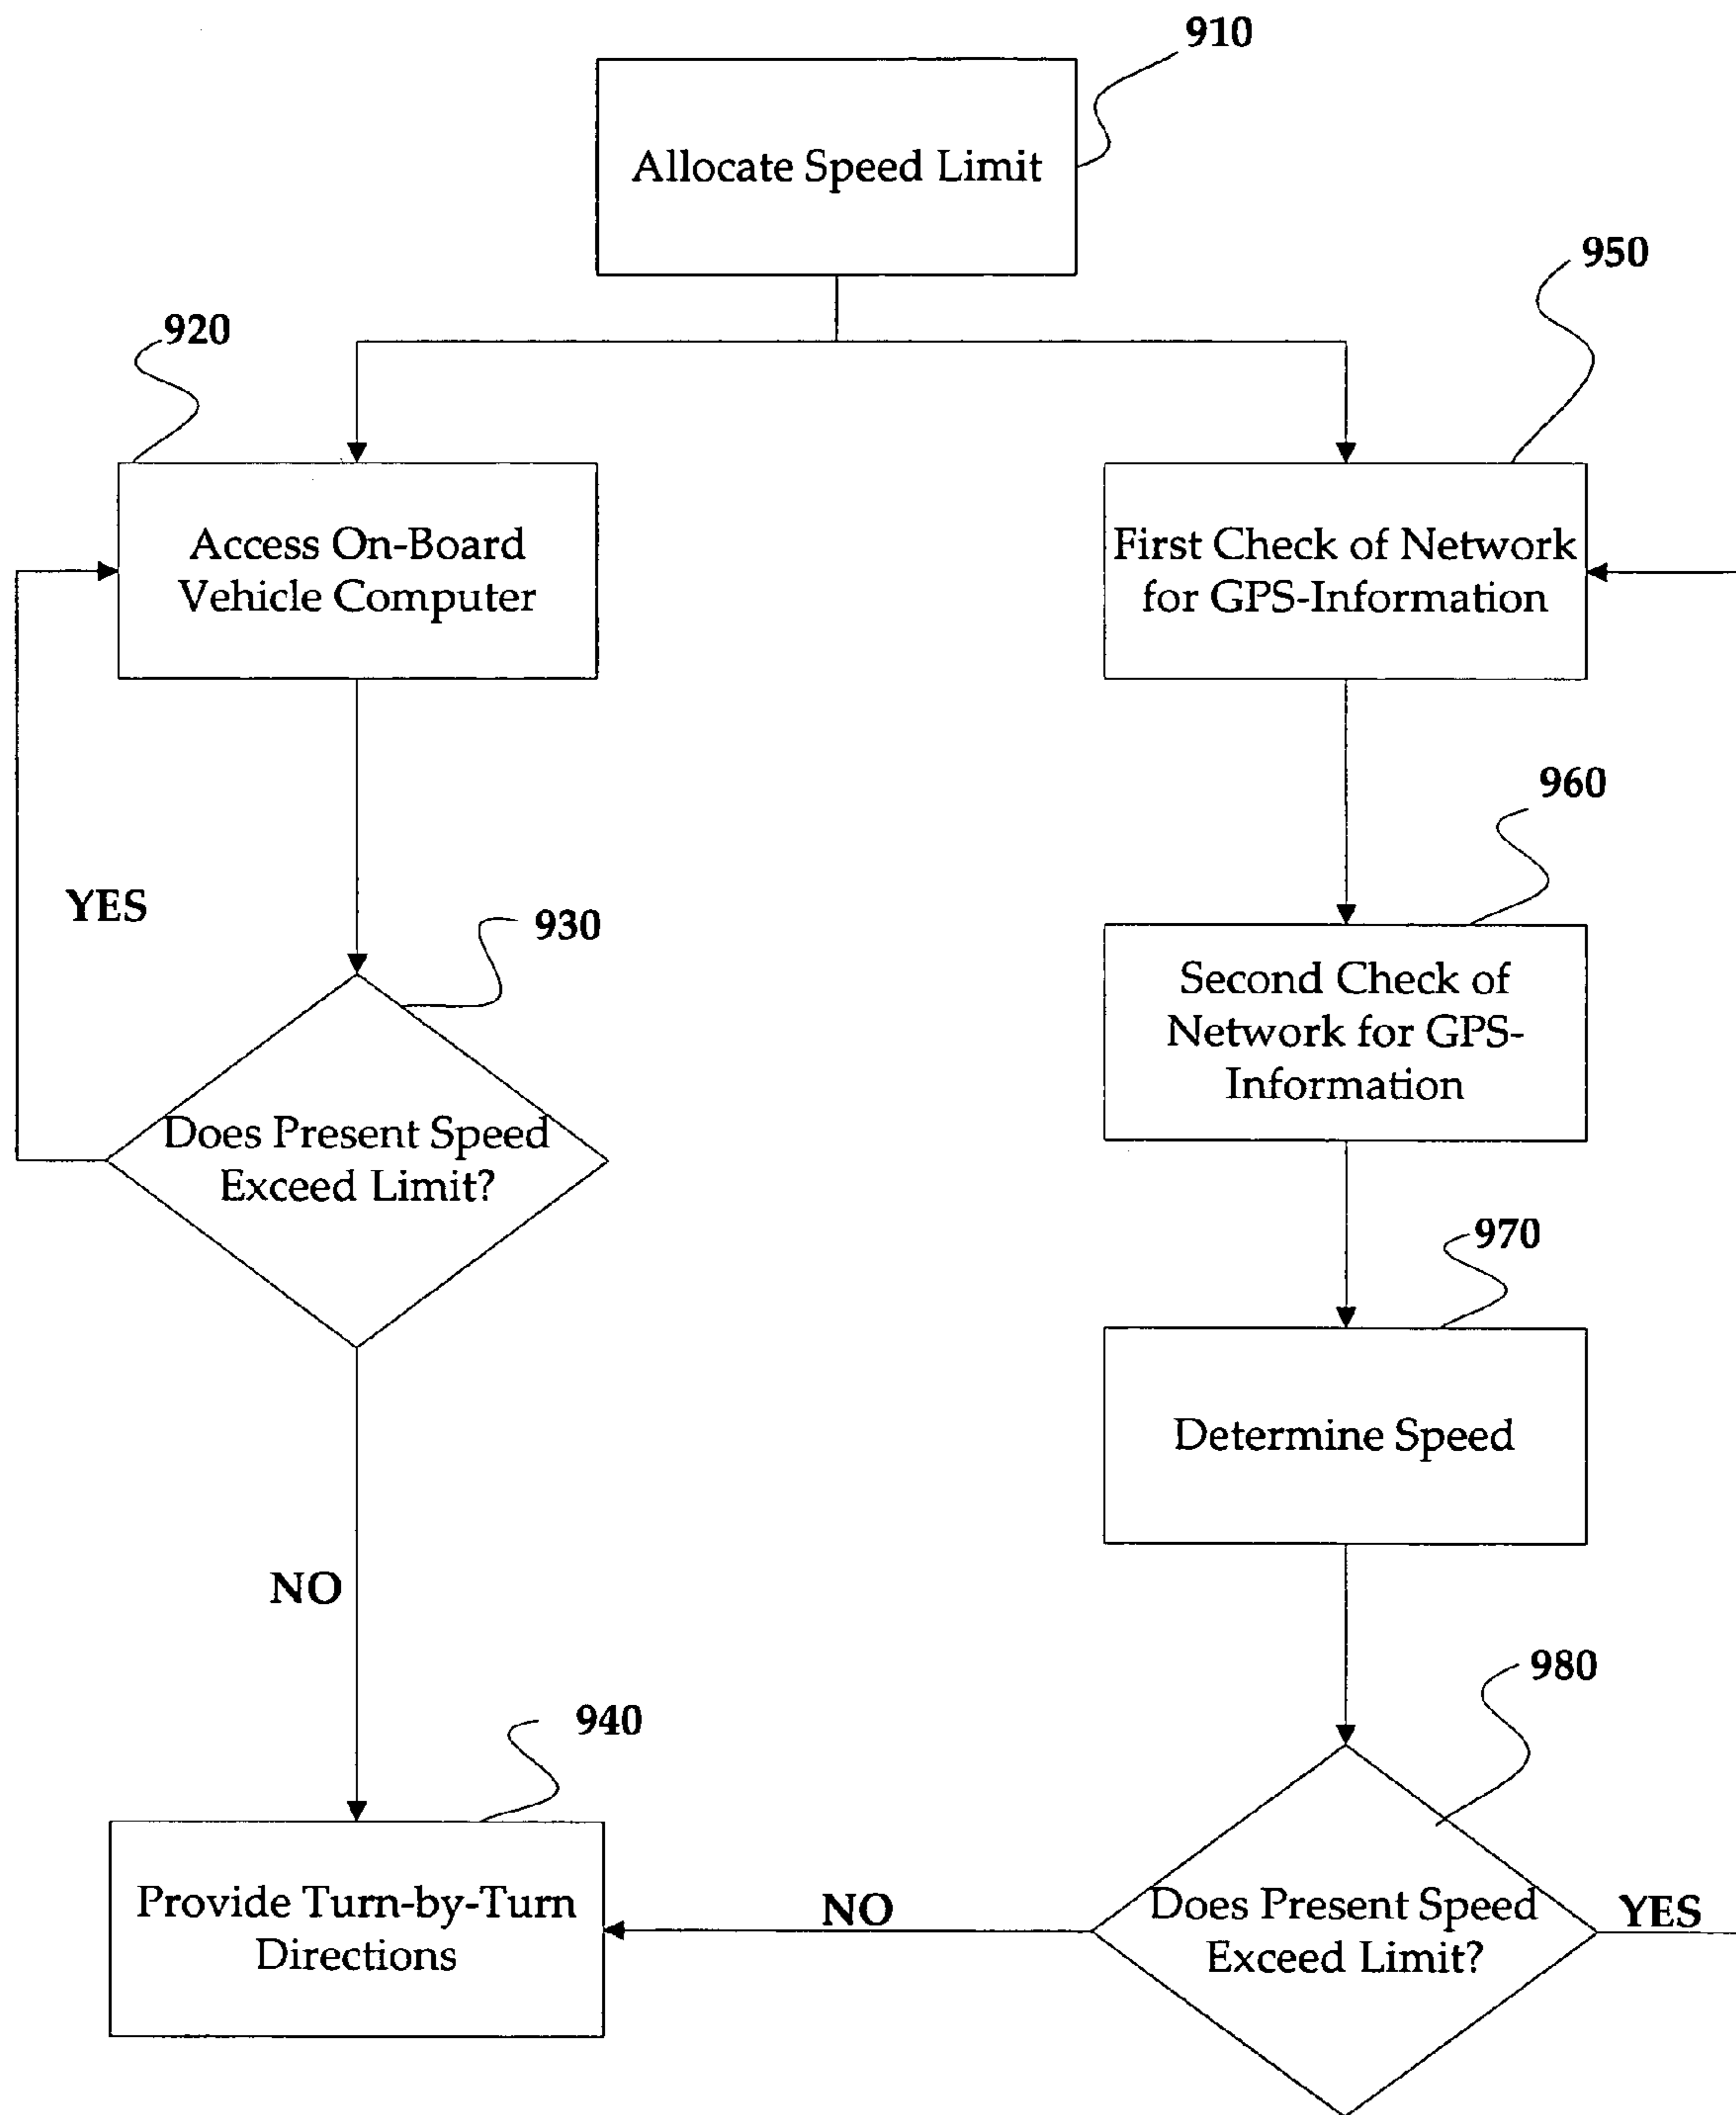 910
Allocate Speed Limit
950
920
Access On-Board
Vehicle Computer
First Check of Network
for GPS-Information
960
YES
930
Second Check of
Network for GPS-
Information
Does Present Speed
Exceed Limit?
970
Determine Speed
NO
980
940
Provide Turn-by-Turn
Directions
NO
Does Present Speed
Exceed Limit?
YES